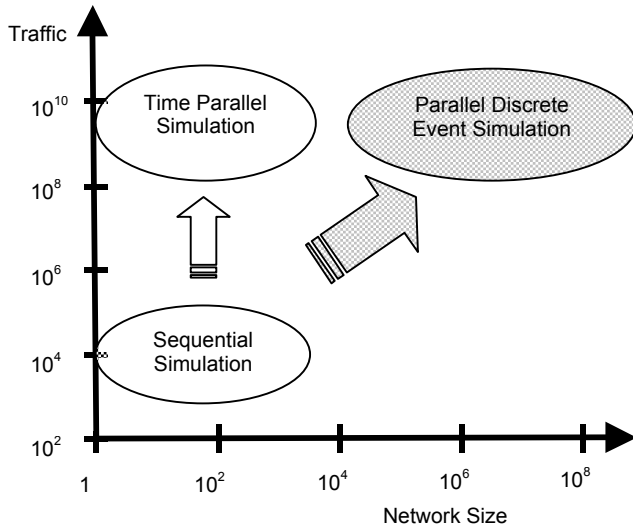 Traffic
10^10
Time Parallel
Simulation
Parallel Discrete
Event Simulation
10^8
10^6
Sequential
Simulation
10^4
10^2
1
10^2
10^4
10^6
10^8
Network Size